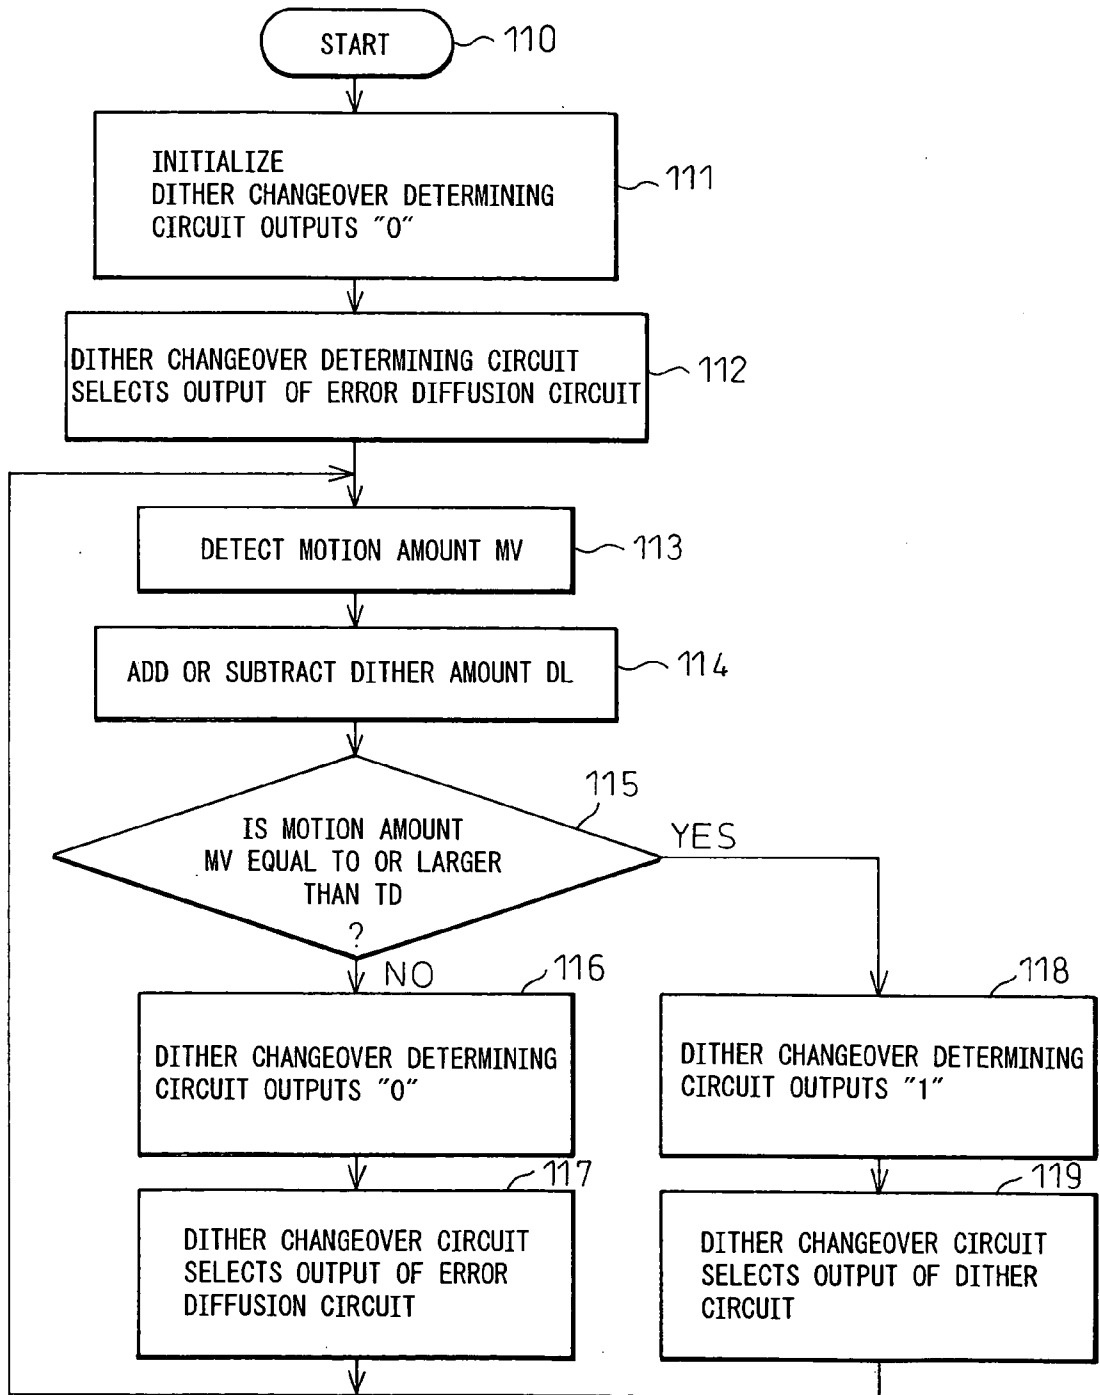 START
110
INITIALIZE
DITHER CHANGEOVER DETERMINING
CIRCUIT OUTPUTS "0"
111
DITHER CHANGEOVER DETERMINING CIRCUIT
SELECTS OUTPUT OF ERROR DIFFUSION CIRCUIT
112
DETECT MOTION AMOUNT MV
113
ADD OR SUBTRACT DITHER AMOUNT DL
114
115
IS MOTION AMOUNT
MV EQUAL TO OR LARGER
THAN TD
?
YES
NO
116
DITHER CHANGEOVER DETERMINING
CIRCUIT OUTPUTS "0"
117
DITHER CHANGEOVER CIRCUIT
SELECTS OUTPUT OF ERROR
DIFFUSION CIRCUIT
118
DITHER CHANGEOVER DETERMINING
CIRCUIT OUTPUTS "1"
119
DITHER CHANGEOVER CIRCUIT
SELECTS OUTPUT OF DITHER
CIRCUIT